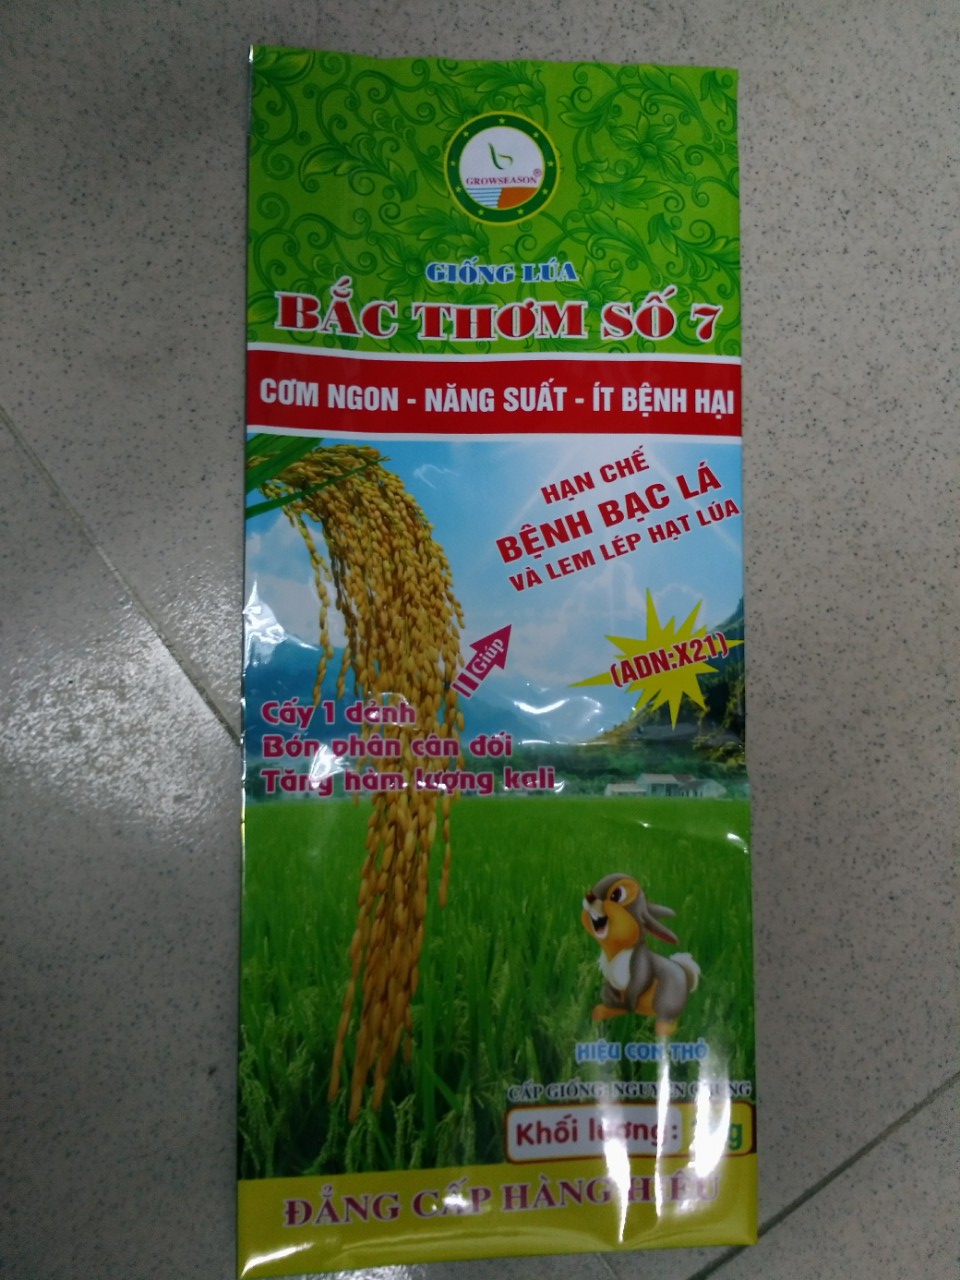 GROWSEASON®
GIỐNG LÚA
BẮC THƠM SỐ 7
CƠM NGON - NĂNG SUẤT - ÍT BỆNH HẠI
HẠN CHẾ
BỆNH BẠC LÁ
VÀ LEM LÉP HẠT LÚA
Giúp
(ADN:X21)
Cấy 1 dảnh
Bón phân cân đối
Tăng hàm lượng kali
HIỆU CON THỎ
CẤP GIỐNG: NGUYÊN CHỦNG
Khối lượng:
ĐẲNG CẤP HÀNG HIỆU